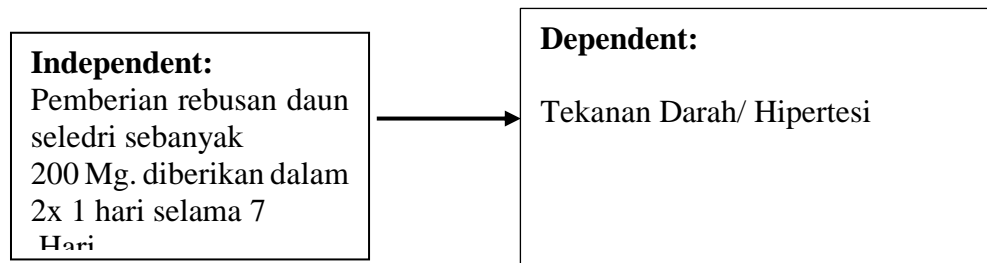 Independent:
Pemberian rebusan daun
seledri sebanyak
200 Mg. diberikan dalam
2x 1 hari selama 7
Hari
Dependent:
Tekanan Darah/ Hipertesi